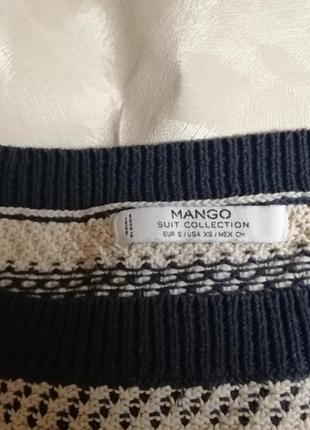 MANGO
SUIT COLLECTION
EUR S / USA XS / MEX CH